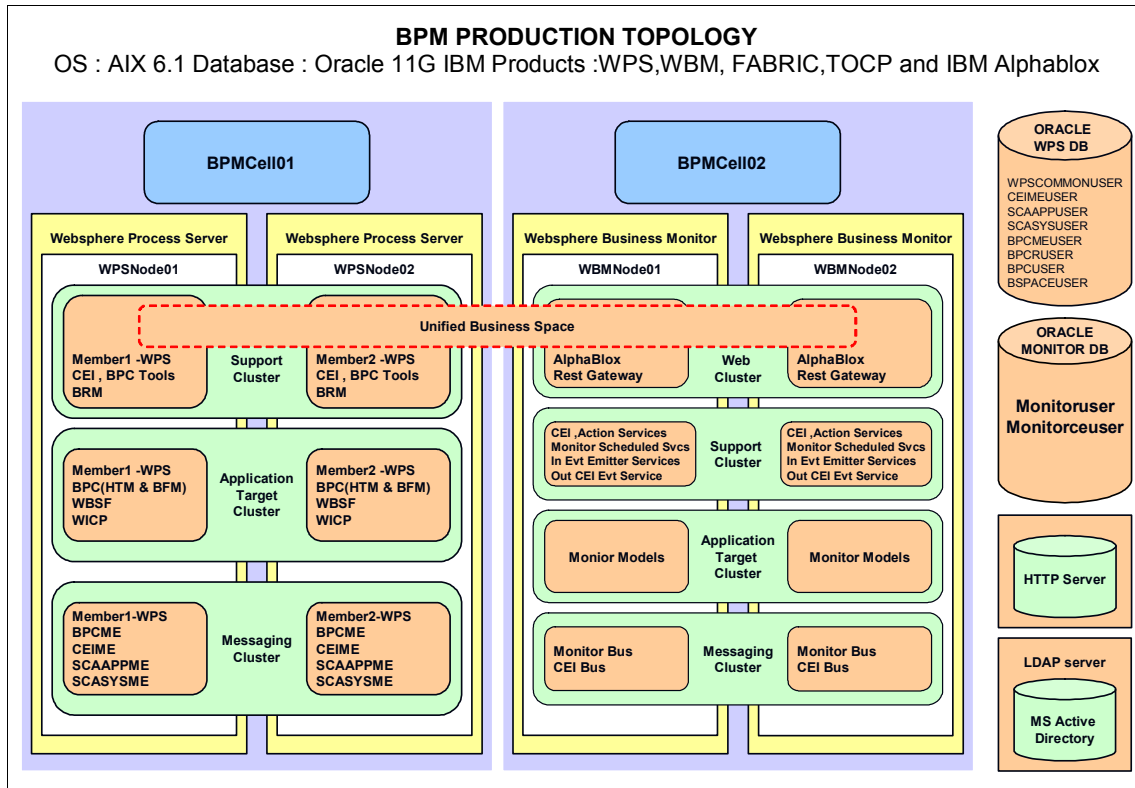 BPM PRODUCTION TOPOLOGY
OS : AIX 6.1 Database : Oracle 11G IBM Products :WPS,WBM, FABRIC,TOCP and IBM Alphablox
BPMCell01
Websphere Process Server
Websphere Process Server
WPSNode01
WPSNode02
Unified Business Space
Member1 -WPS
CEI , BPC Tools
BRM
Support
Cluster
Member2 -WPS
CEI , BPC Tools
BRM
Member1 -WPS
BPC(HTM & BFM)
WBSF
WICP
Application
Target
Cluster
Member2 -WPS
BPC(HTM & BFM)
WBSF
WICP
Member1-WPS
BPCME
CEIME
SCAAPPME
SCASYSME
Messaging
Cluster
Member2-WPS
BPCME
CEIME
SCAAPPME
SCASYSME
BPMCell02
Websphere Business Monitor
Websphere Business Monitor
WBMNode01
WBMNode02
AlphaBlox
Rest Gateway
Web
Cluster
AlphaBlox
Rest Gateway
CEI ,Action Services
Monitor Scheduled Svcs
In Evt Emitter Services
Out CEI Evt Service
Support
Cluster
CEI ,Action Services
Monitor Scheduled Svcs
In Evt Emitter Services
Out CEI Evt Service
Monior Models
Application
Target
Cluster
Monitor Models
Monitor Bus
CEI Bus
Messaging
Cluster
Monitor Bus
CEI Bus
ORACLE
WPS DB
WPSCOMMONUSER
CEIMEUSER
SCAAPPUSER
SCASYSUSER
BPCMEUSER
BPCRUSER
BPCUSER
BSPACEUSER
ORACLE
MONITOR DB
Monitoruser
Monitorceuser
HTTP Server
LDAP server
MS Active
Directory